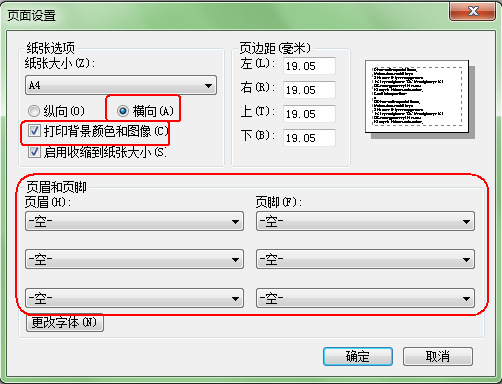 页面设置
纸张选项
纸张大小(Z):
A4
纵向(O) 横向(A)
打印背景颜色和图像(C)
启用收缩到纸张大小(S
页边距(毫米)
左(L): 19.05
右(R): 19.05
上(T): 19.05
下(B): 19.05
页眉和页脚
页眉(H): 页脚(F):
-空- -空-
-空- -空-
-空- -空-
更改字体(N)
确定 取消